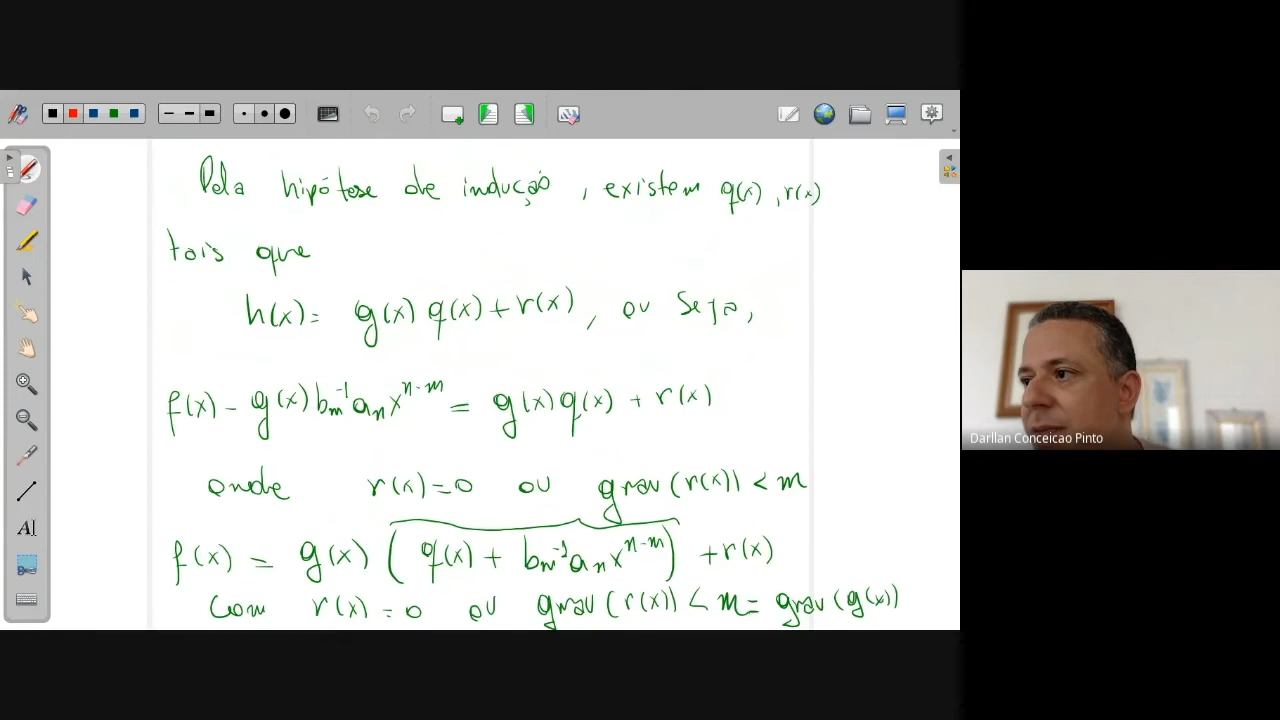 Pela hipótese de indução, existem q(x), r(x)
tais que
h(x) = g(x) q(x) + r(x), ou seja,
f(x) - g(x) b_m^{-1} a_n x^{n-m} = g(x) q(x) + r(x)
onde r(x) = 0 ou grau(r(x)) < m
f(x) = g(x) (q(x) + b_m^{-1} a_n x^{n-m}) + r(x)
com r(x) = 0 ou grau(r(x)) < m = grau(g(x))
Darllan Conceicao Pinto
AI